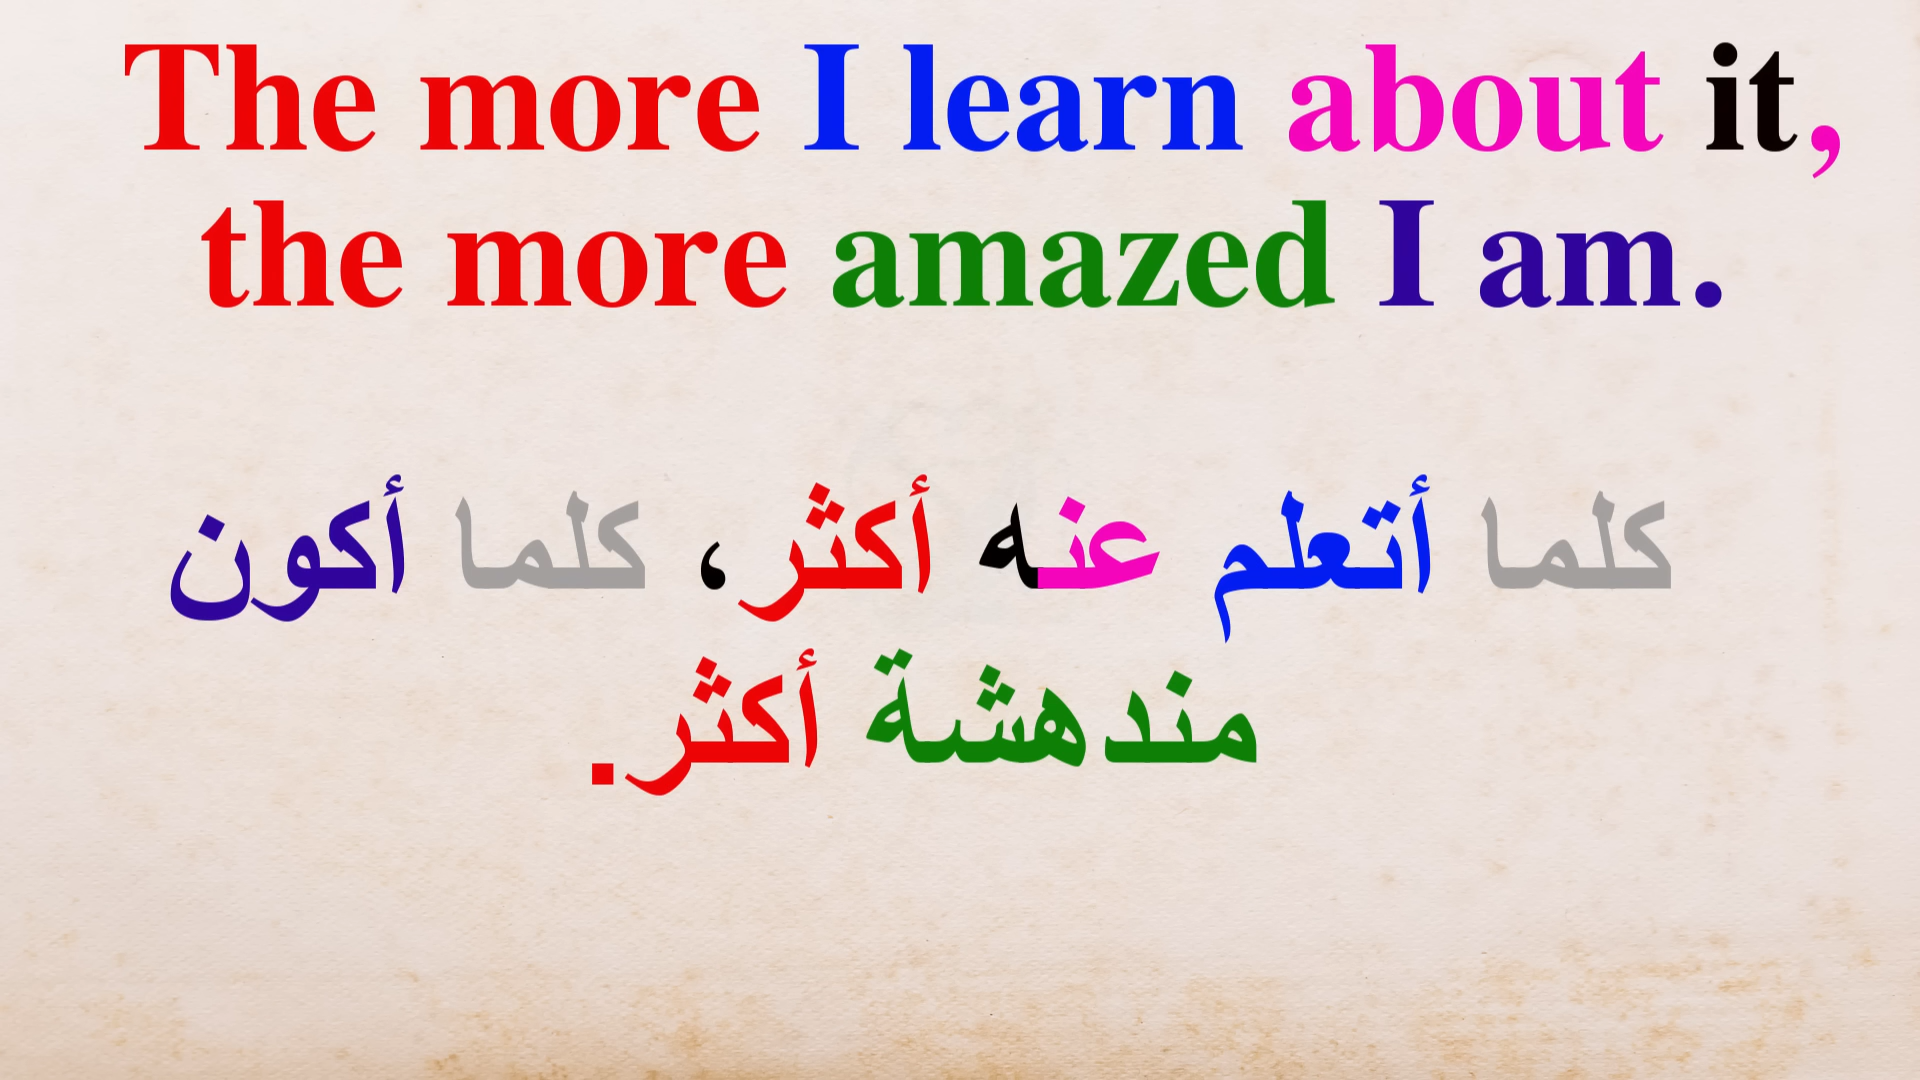 The more I learn about it,
the more amazed I am.
كلما أتعلم عنه أكثر، كلما أكون
مندهشة أكثر.